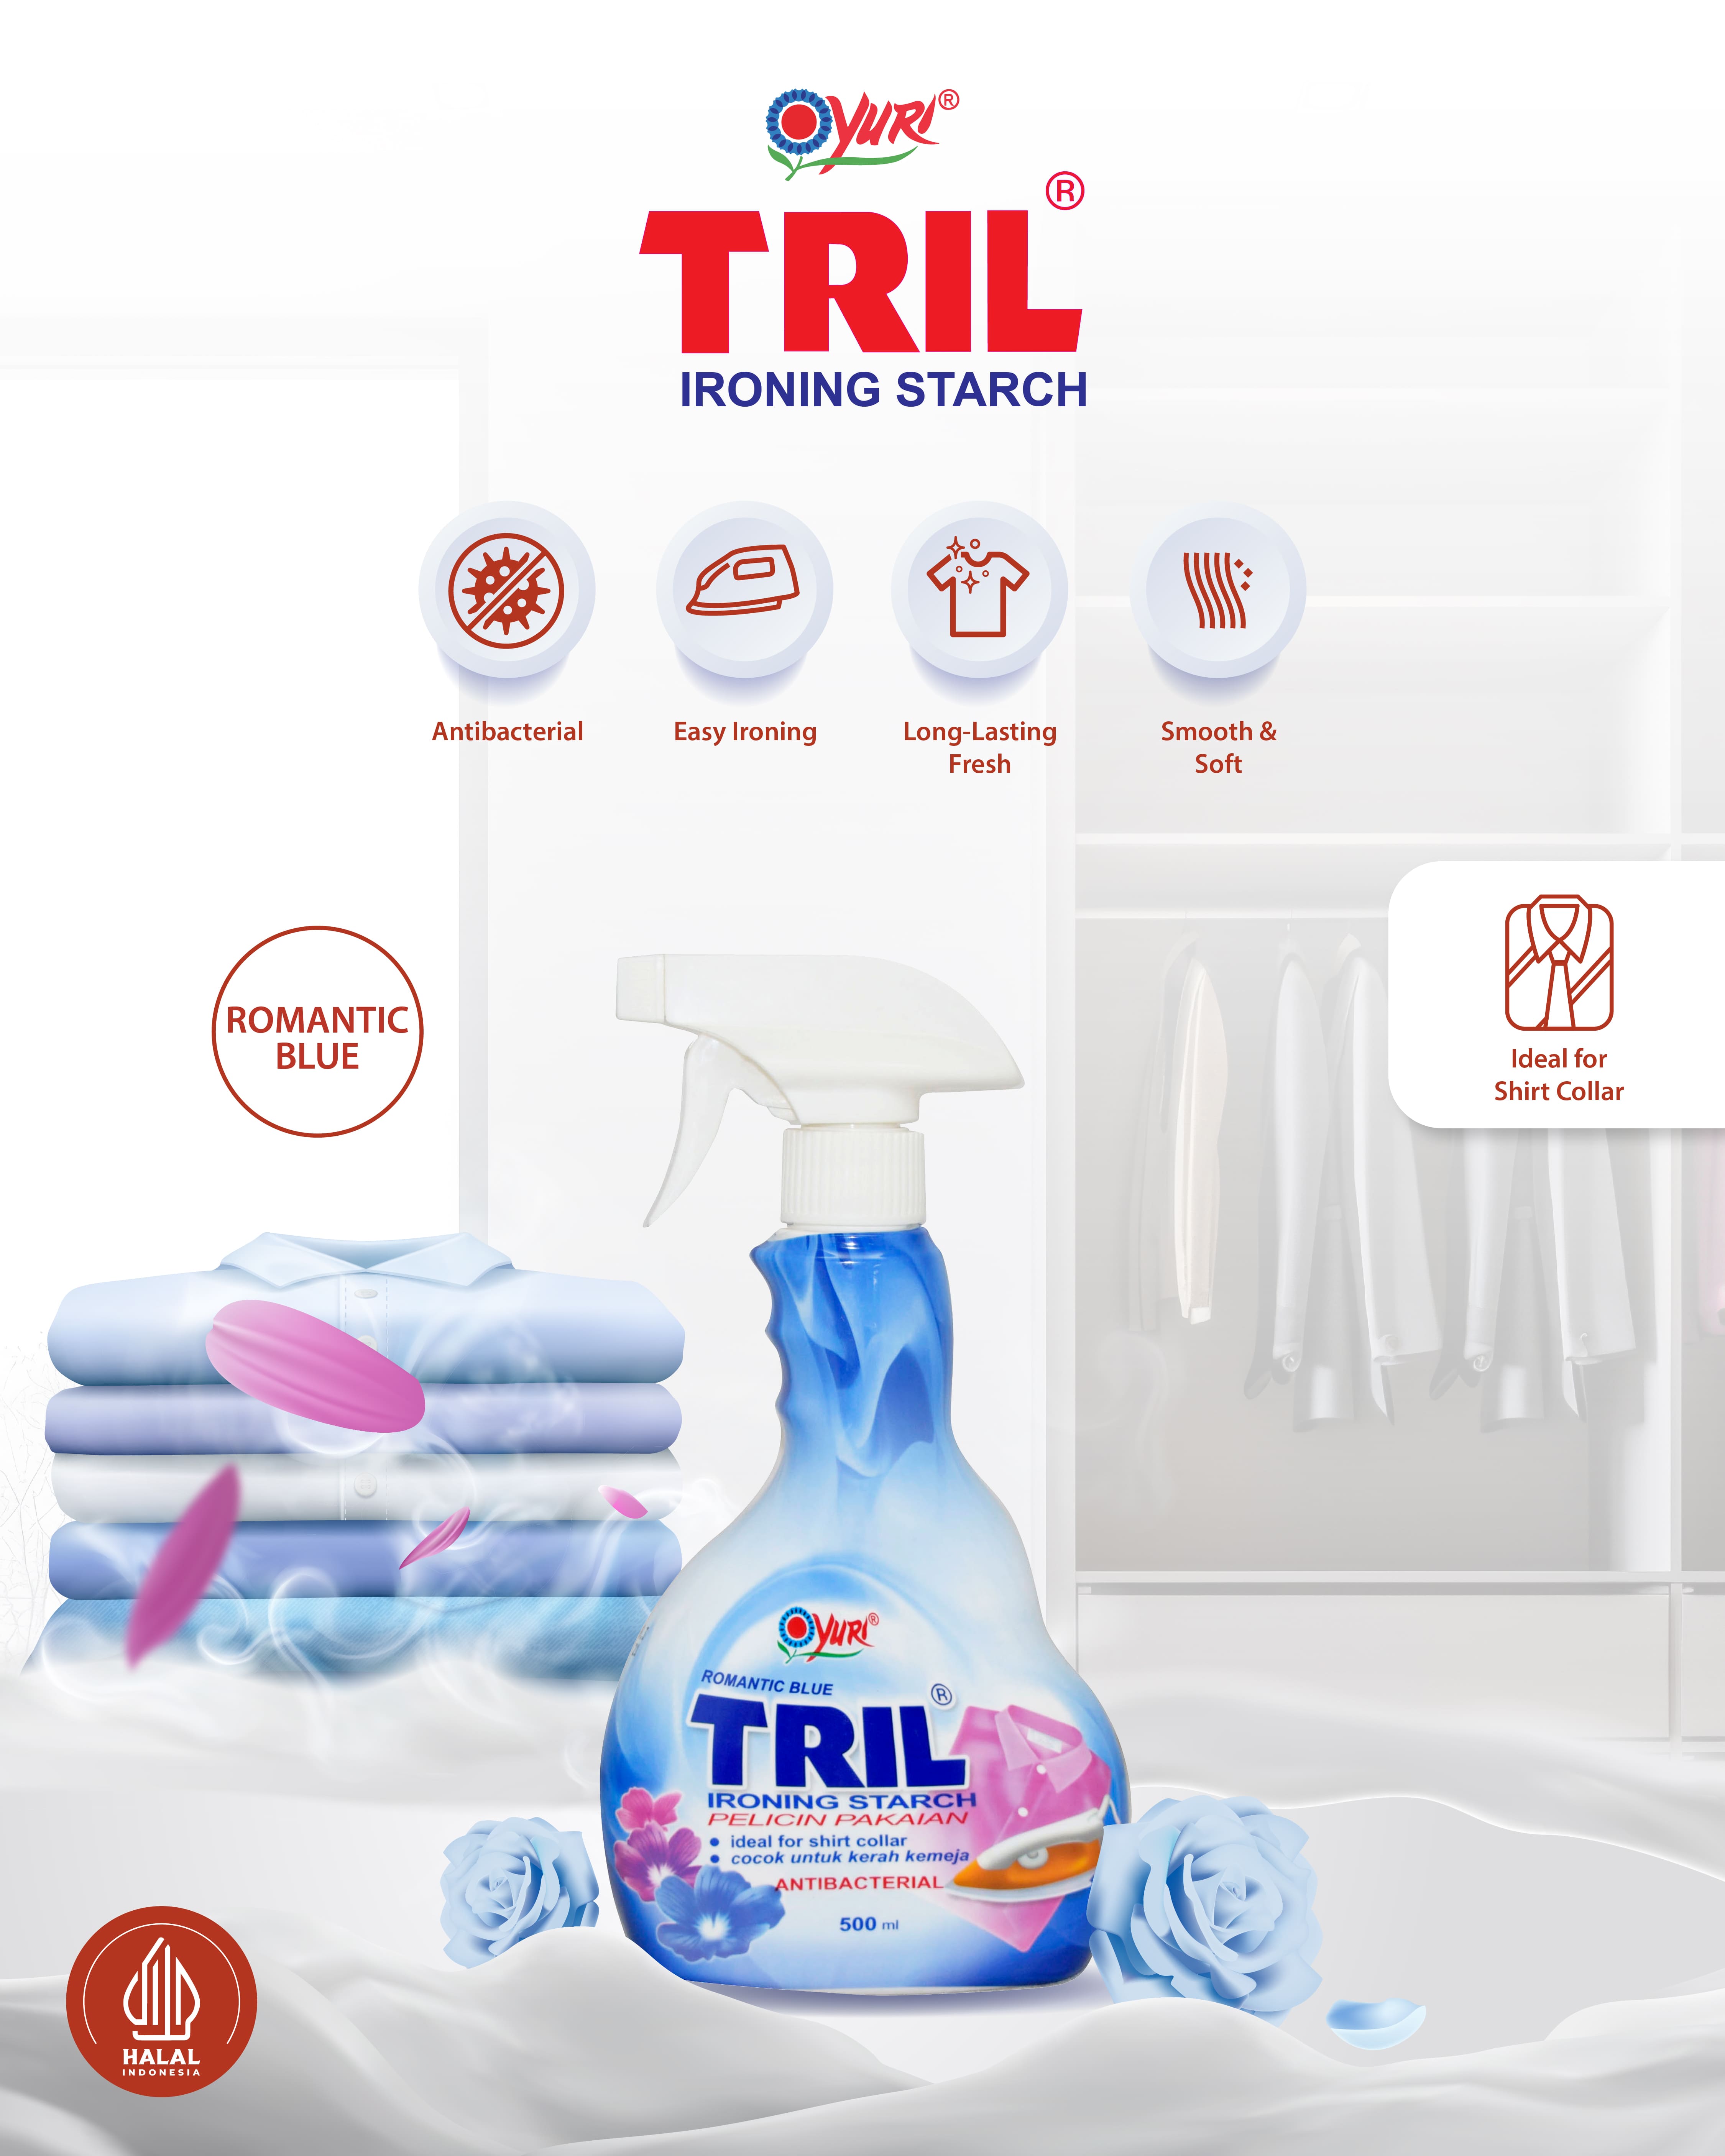 YURI®
TRIL®
IRONING STARCH
Antibacterial
Easy Ironing
Long-Lasting
Fresh
Smooth &
Soft
ROMANTIC
BLUE
Ideal for
Shirt Collar
YURI®
ROMANTIC BLUE
TRIL®
IRONING STARCH
PELICIN PAKAIAN
• ideal for shirt collar
• cocok untuk kerah kemeja
ANTIBACTERIAL
500 ml
HALAL
INDONESIA